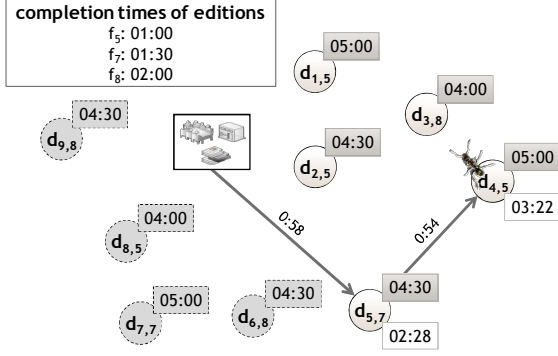 completion times of editions
f₅: 01:00
f₇: 01:30
f₈: 02:00
05:00
d₁,₅
04:00
d₃,₈
04:30
d₉,₈
04:30
d₂,₅
05:00
d₄,₅
03:22
04:00
d₈,₅
0:58
0:54
04:30
d₅,₇
02:28
05:00
d₇,₇
04:30
d₆,₈